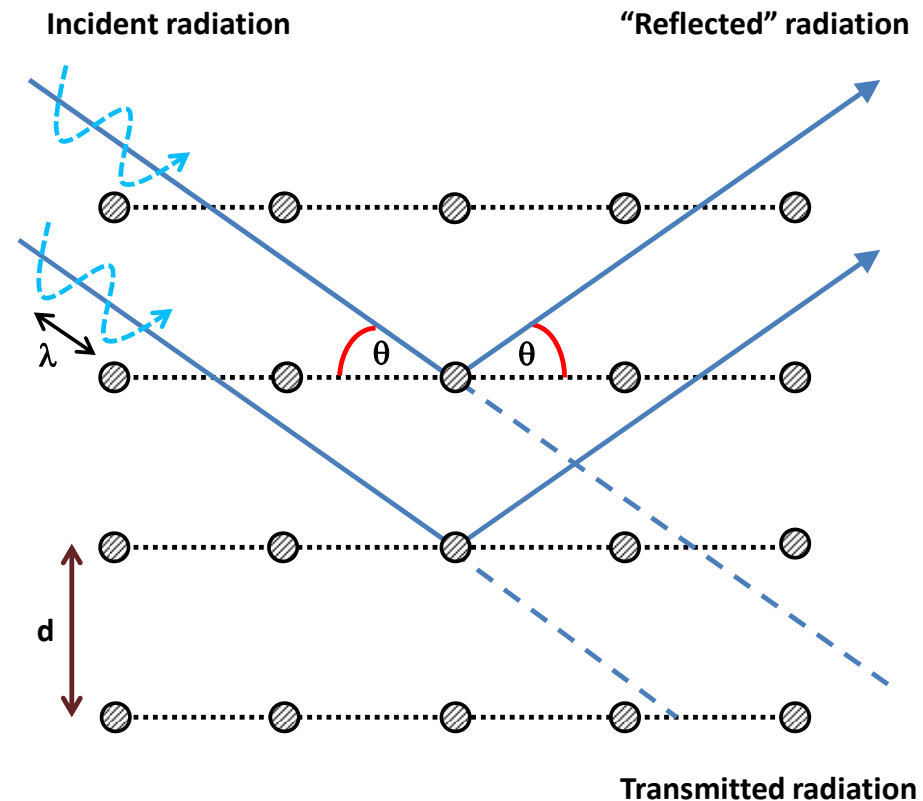 Incident radiation
“Reflected” radiation
θ
θ
λ
d
Transmitted radiation